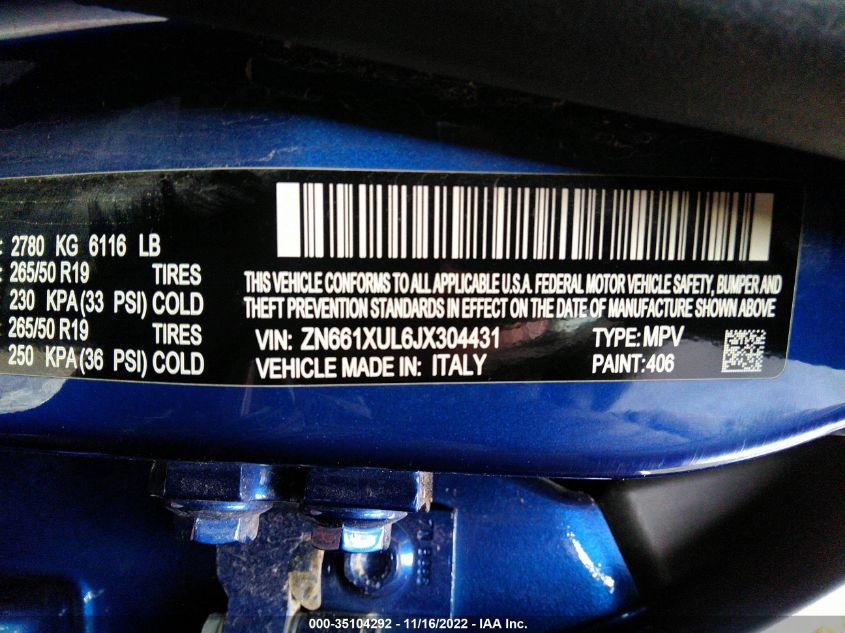 : 2780 KG 6116 LB
: 265/50 R19 TIRES
: 230 KPA (33 PSI) COLD
: 265/50 R19 TIRES
: 250 KPA (36 PSI) COLD
THIS VEHICLE CONFORMS TO ALL APPLICABLE U.S.A. FEDERAL MOTOR VEHICLE SAFETY, BUMPER AND
THEFT PREVENTION STANDARDS IN EFFECT ON THE DATE OF MANUFACTURE SHOWN ABOVE
VIN: ZN661XUL6JX304431 TYPE: MPV
VEHICLE MADE IN: ITALY PAINT: 406
000-35104292 - 11/16/2022 - IAA Inc.